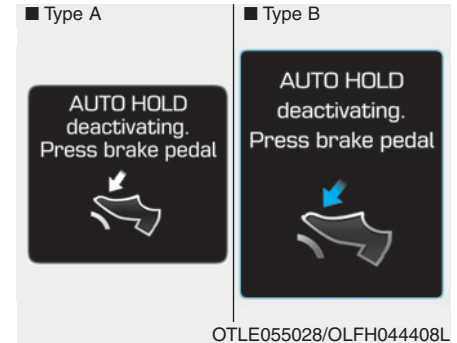 ■ Type A
■ Type B
AUTO HOLD
deactivating.
Press brake pedal
AUTO HOLD
deactivating.
Press brake pedal
OTLE055028/OLFH044408L